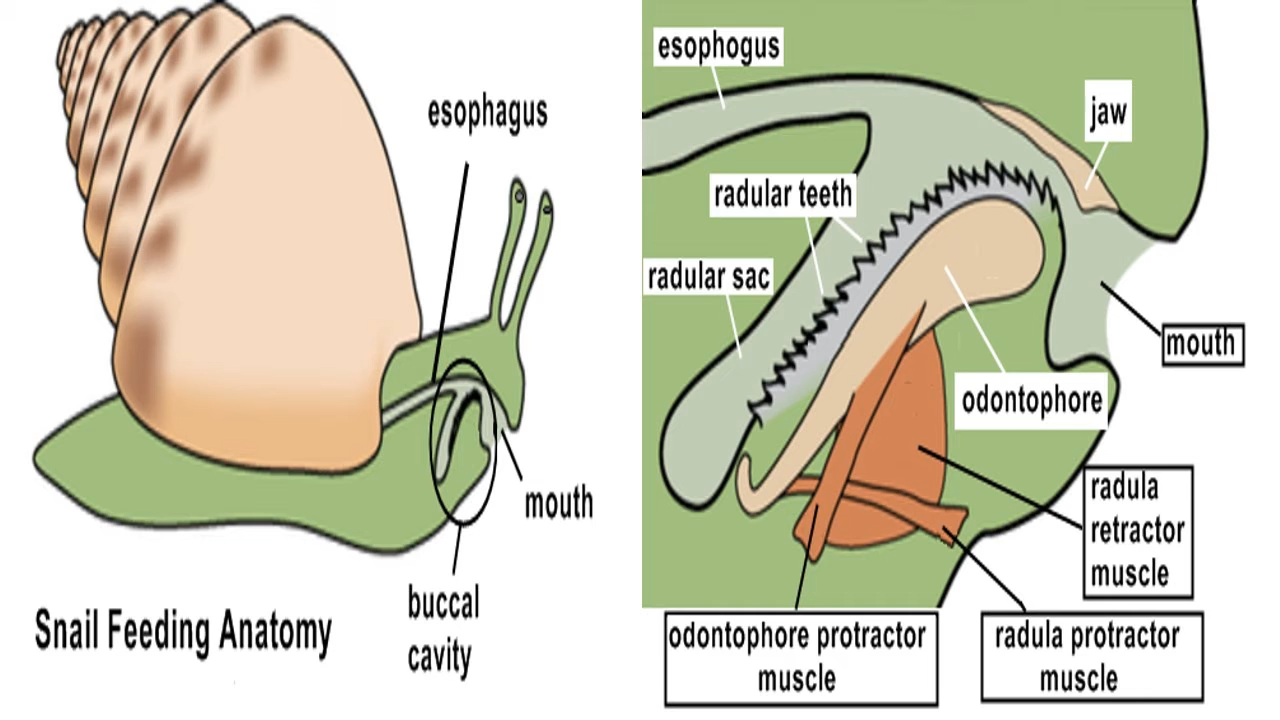 esophagus
mouth
buccal
cavity
Snail Feeding Anatomy
esophogus
jaw
radular teeth
radular sac
mouth
odontophore
radula
retractor
muscle
odontophore protractor
muscle
radula protractor
muscle